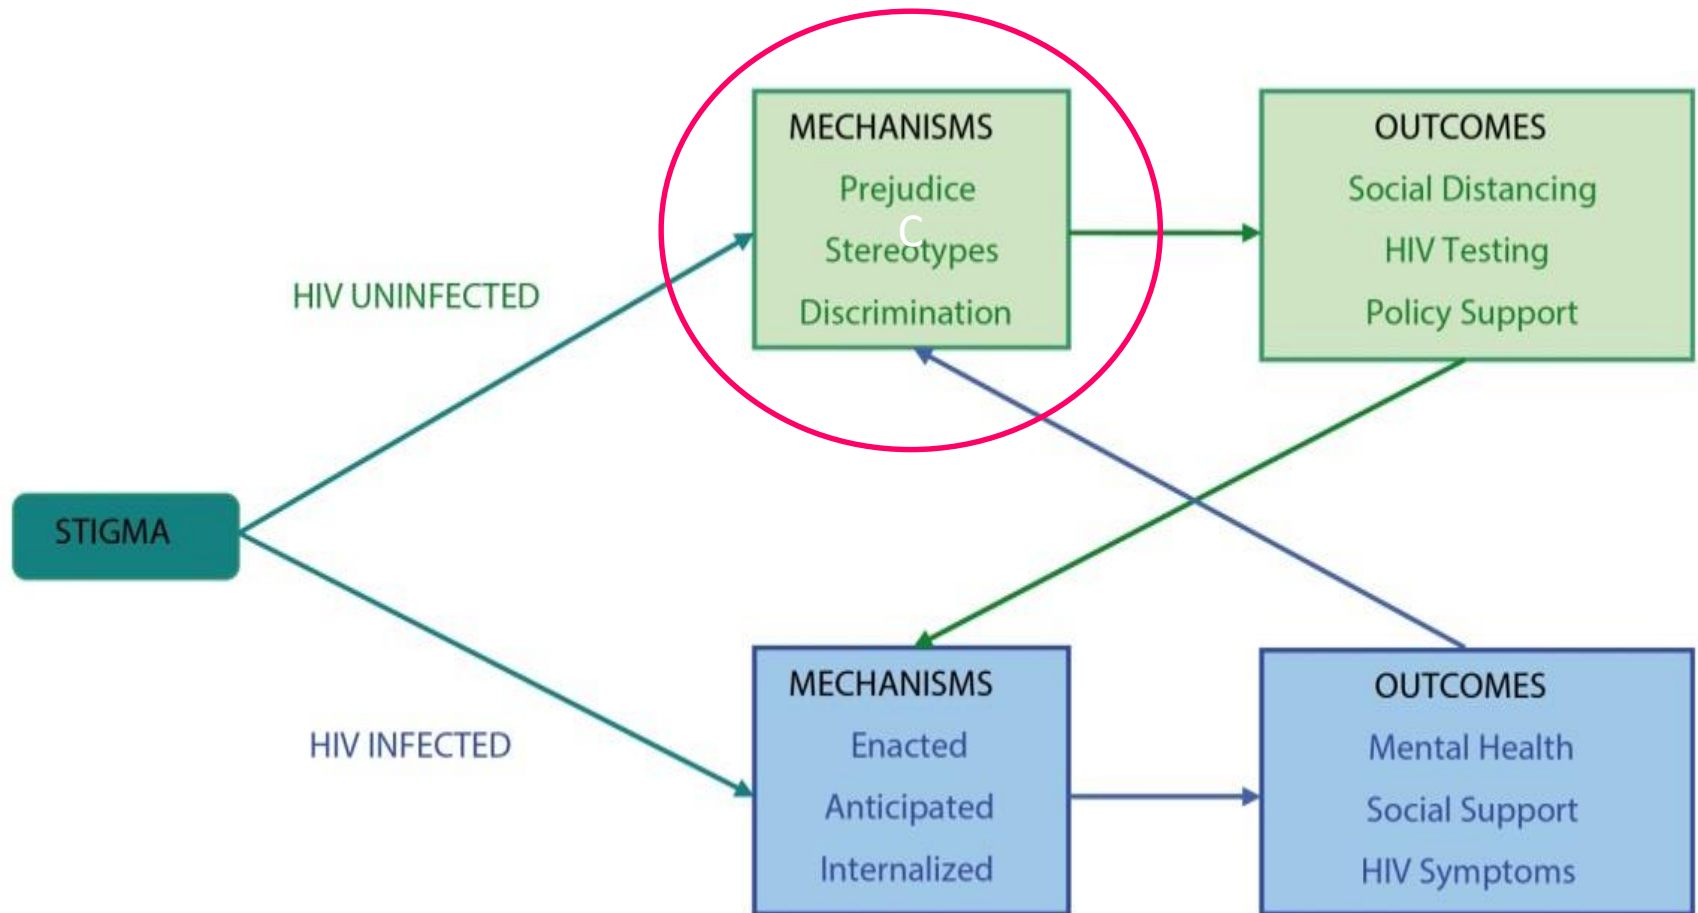 MECHANISMS
Prejudice
C
Stereotypes
Discrimination
OUTCOMES
Social Distancing
HIV Testing
Policy Support
HIV UNINFECTED
STIGMA
HIV INFECTED
MECHANISMS
Enacted
Anticipated
Internalized
OUTCOMES
Mental Health
Social Support
HIV Symptoms